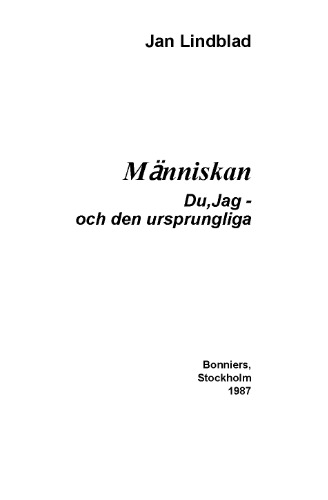 Jan Lindblad
Människan
Du,Jag -
och den ursprungliga
Bonniers,
Stockholm
1987